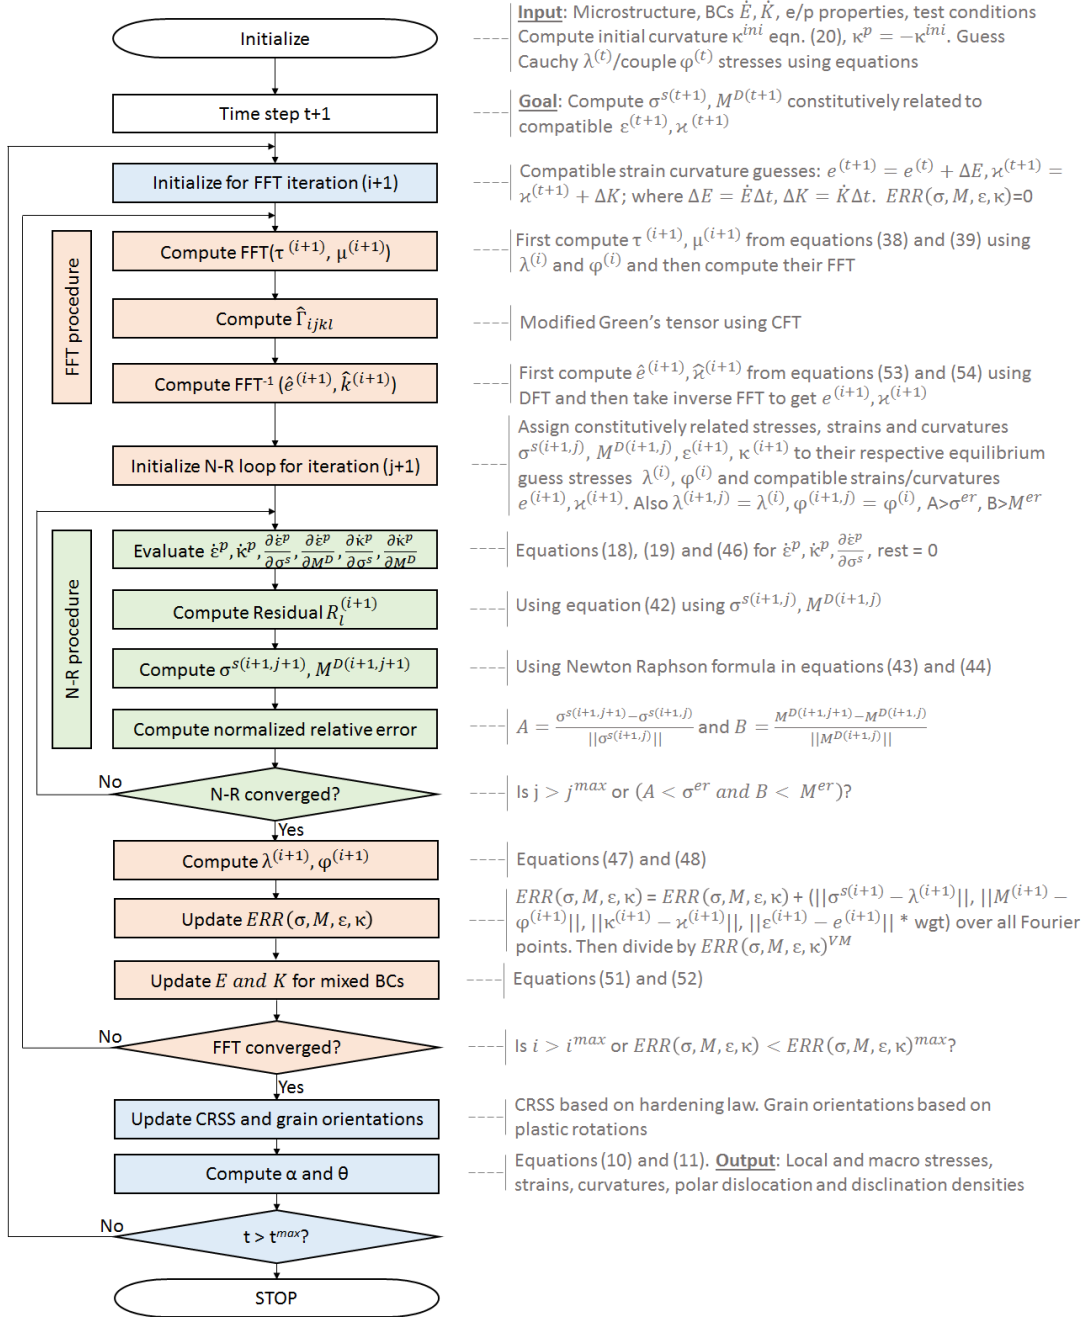 Initialize
Input: Microstructure, BCs Ė, K̇, e/p properties, test conditions
Compute initial curvature κ^{ini} eqn. (20), κ^p = −κ^{ini}. Guess
Cauchy λ^{(t)}/couple φ^{(t)} stresses using equations
Time step t+1
Goal: Compute σ^{s(t+1)}, M^{D(t+1)} constitutively related to
compatible ε^{(t+1)}, ϰ^{(t+1)}
Initialize for FFT iteration (i+1)
Compatible strain curvature guesses: e^{(t+1)} = e^{(t)} + ΔE, ϰ^{(t+1)} =
ϰ^{(t+1)} + ΔK; where ΔE = ĖΔt, ΔK = K̇Δt. ERR(σ, M, ε, κ)=0
FFT procedure
Compute FFT(τ^{(i+1)}, μ^{(i+1)})
First compute τ^{(i+1)}, μ^{(i+1)} from equations (38) and (39) using
λ^{(i)} and φ^{(i)} and then compute their FFT
Compute Γ̂_{ijkl}
Modified Green's tensor using CFT
Compute FFT^{-1} (ê^{(i+1)}, k̂^{(i+1)})
First compute ê^{(i+1)}, ϰ̂^{(i+1)} from equations (53) and (54) using
DFT and then take inverse FFT to get e^{(i+1)}, ϰ^{(i+1)}
Initialize N-R loop for iteration (j+1)
Assign constitutively related stresses, strains and curvatures
σ^{s(i+1,j)}, M^{D(i+1,j)}, ε^{(i+1)}, κ^{(i+1)} to their respective equilibrium
guess stresses λ^{(i)}, φ^{(i)} and compatible strains/curvatures
e^{(i+1)}, ϰ^{(i+1)}. Also λ^{(i+1,j)} = λ^{(i)}, φ^{(i+1,j)} = φ^{(i)}, A>σ^{er}, B>M^{er}
N-R procedure
Evaluate ε̇^p, κ̇^p, ∂ε̇^p/∂σ^s, ∂ε̇^p/∂M^D, ∂κ̇^p/∂σ^s, ∂κ̇^p/∂M^D
Equations (18), (19) and (46) for ε̇^p, κ̇^p, ∂ε̇^p/∂σ^s, rest = 0
Compute Residual R_l^{(i+1)}
Using equation (42) using σ^{s(i+1,j)}, M^{D(i+1,j)}
Compute σ^{s(i+1,j+1)}, M^{D(i+1,j+1)}
Using Newton Raphson formula in equations (43) and (44)
Compute normalized relative error
A = σ^{s(i+1,j+1)}−σ^{s(i+1,j)}/||σ^{s(i+1,j)}|| and B = M^{D(i+1,j+1)}−M^{D(i+1,j)}/||M^{D(i+1,j)}||
No
N-R converged?
Is j > j^{max} or (A < σ^{er} and B < M^{er})?
Yes
Compute λ^{(i+1)}, φ^{(i+1)}
Equations (47) and (48)
Update ERR(σ, M, ε, κ)
ERR(σ, M, ε, κ) = ERR(σ, M, ε, κ) + (||σ^{s(i+1)} − λ^{(i+1)}||, ||M^{(i+1)} −
φ^{(i+1)}||, ||κ^{(i+1)} − ϰ^{(i+1)}||, ||ε^{(i+1)} − e^{(i+1)}|| * wgt) over all Fourier
points. Then divide by ERR(σ, M, ε, κ)^{VM}
Update E and K for mixed BCs
Equations (51) and (52)
No
FFT converged?
Is i > i^{max} or ERR(σ, M, ε, κ) < ERR(σ, M, ε, κ)^{max}?
Yes
Update CRSS and grain orientations
CRSS based on hardening law. Grain orientations based on
plastic rotations
Compute α and θ
Equations (10) and (11). Output: Local and macro stresses,
strains, curvatures, polar dislocation and disclination densities
No
t > t^{max}?
STOP